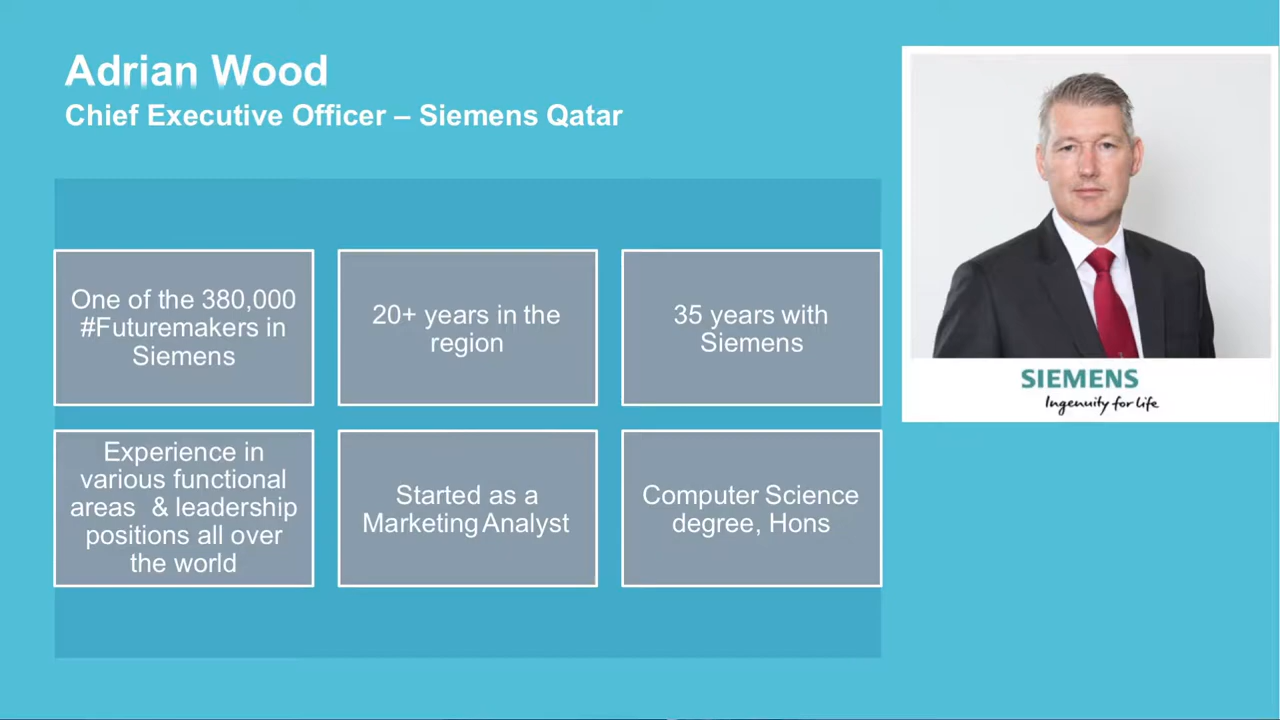 Adrian Wood
Chief Executive Officer – Siemens Qatar
One of the 380,000
#Futuremakers in
Siemens
20+ years in the
region
35 years with
Siemens
Experience in
various functional
areas & leadership
positions all over
the world
Started as a
Marketing Analyst
Computer Science
degree, Hons
SIEMENS
Ingenuity for life